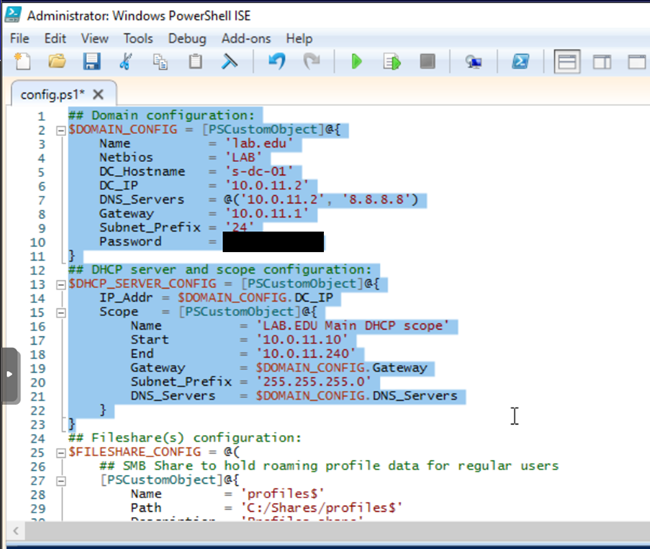 Administrator: Windows PowerShell ISE
File Edit View Tools Debug Add-ons Help
config.ps1*
1 ## Domain configuration:
2 $DOMAIN_CONFIG = [PSCustomObject]@{
3 Name = 'lab.edu'
4 Netbios = 'LAB'
5 DC_Hostname = 's-dc-01'
6 DC_IP = '10.0.11.2'
7 DNS_Servers = @('10.0.11.2', '8.8.8.8')
8 Gateway = '10.0.11.1'
9 Subnet_Prefix = '24'
10 Password =
11 }
12 ## DHCP server and scope configuration:
13 $DHCP_SERVER_CONFIG = [PSCustomObject]@{
14 IP_Addr = $DOMAIN_CONFIG.DC_IP
15 Scope = [PSCustomObject]@{
16 Name = 'LAB.EDU Main DHCP scope'
17 Start = '10.0.11.10'
18 End = '10.0.11.240'
19 Gateway = $DOMAIN_CONFIG.Gateway
20 Subnet_Prefix = '255.255.255.0'
21 DNS_Servers = $DOMAIN_CONFIG.DNS_Servers
22 }
23 }
24 ## Fileshare(s) configuration:
25 $FILESHARE_CONFIG = @(
26 ## SMB Share to hold roaming profile data for regular users
27 [PSCustomObject]@{
28 Name = 'profiles$'
29 Path = 'C:/Shares/profiles$'